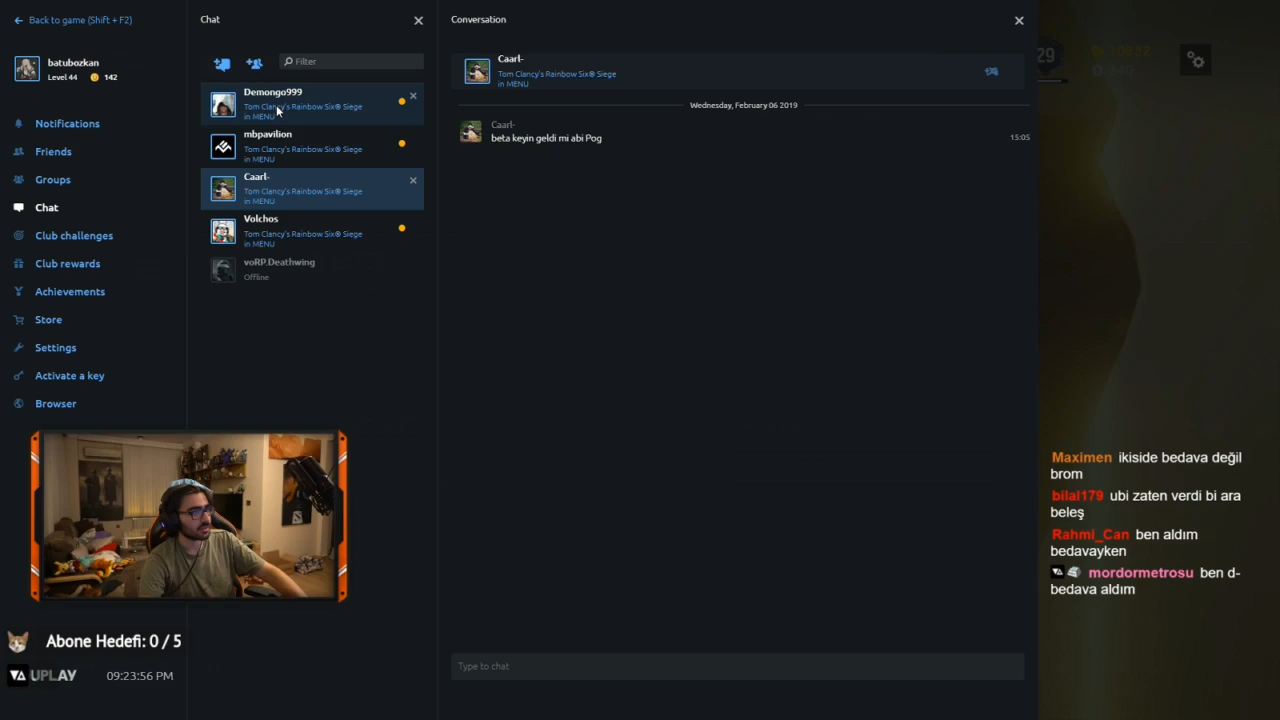 Back to game (Shift + F2)
batubozkan
Level 44
142
Notifications
Friends
Groups
Chat
Club challenges
Club rewards
Achievements
Store
Settings
Activate a key
Browser
Chat
Filter
Demongo999
Tom Clancy's Rainbow Six® Siege
in MENU
mbpavilion
Tom Clancy's Rainbow Six® Siege
in MENU
Caarl-
Tom Clancy's Rainbow Six® Siege
in MENU
Volchos
Tom Clancy's Rainbow Six® Siege
in MENU
voRP.Deathwing
Offline
Conversation
Caarl-
Tom Clancy's Rainbow Six® Siege
in MENU
Wednesday, February 06 2019
Caarl-
beta keyin geldi mi abi Pog
15:05
Type to chat
29
Maximen ikiside bedava değil
brom
bilal179 ubi zaten verdi bi ara
beleş
Rahmi_Can ben aldım
bedavayken
mordormetrosu ben d-
bedava aldım
Abone Hedefi: 0 / 5
UPLAY
09:23:56 PM